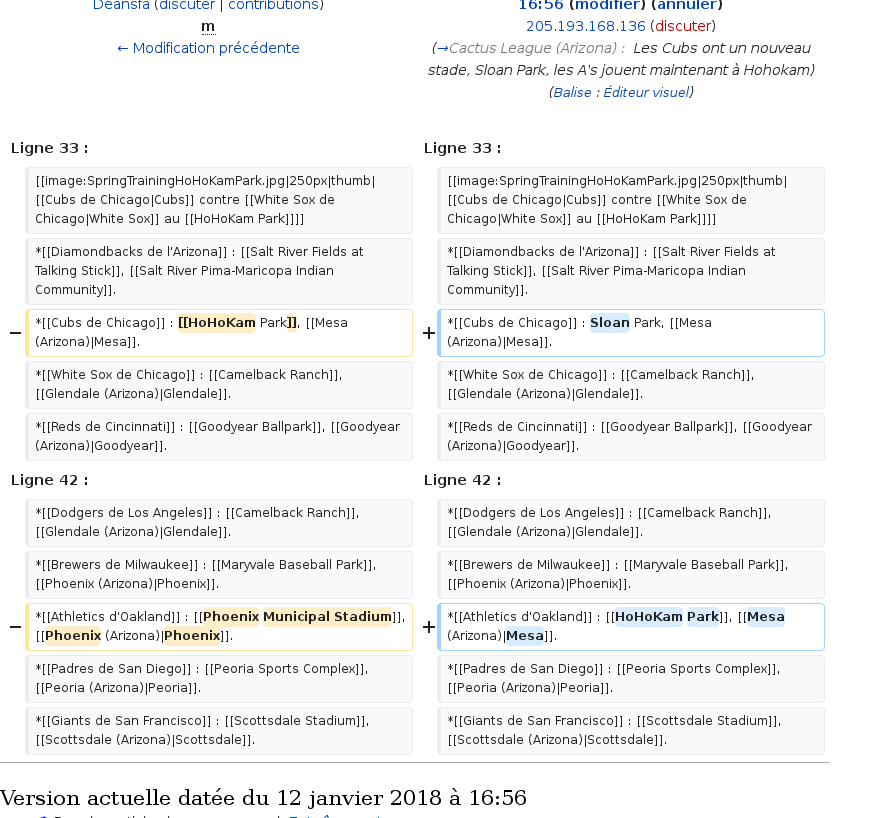 Deansfa (discuter | contributions)
m
← Modification précédente
16:56 (modifier) (annuler)
205.193.168.136 (discuter)
(→Cactus League (Arizona) : Les Cubs ont un nouveau
stade, Sloan Park, les A's jouent maintenant à Hohokam)
(Balise : Éditeur visuel)
Ligne 33 :
Ligne 33 :
[[image:SpringTrainingHoHoKamPark.jpg|250px|thumb|
[[Cubs de Chicago|Cubs]] contre [[White Sox de
Chicago|White Sox]] au [[HoHoKam Park]]]]
[[image:SpringTrainingHoHoKamPark.jpg|250px|thumb|
[[Cubs de Chicago|Cubs]] contre [[White Sox de
Chicago|White Sox]] au [[HoHoKam Park]]]]
*[[Diamondbacks de l'Arizona]] : [[Salt River Fields at
Talking Stick]], [[Salt River Pima-Maricopa Indian
Community]].
*[[Diamondbacks de l'Arizona]] : [[Salt River Fields at
Talking Stick]], [[Salt River Pima-Maricopa Indian
Community]].
− *[[Cubs de Chicago]] : [[HoHoKam Park]], [[Mesa
(Arizona)|Mesa]].
+ *[[Cubs de Chicago]] : Sloan Park, [[Mesa
(Arizona)|Mesa]].
*[[White Sox de Chicago]] : [[Camelback Ranch]],
[[Glendale (Arizona)|Glendale]].
*[[White Sox de Chicago]] : [[Camelback Ranch]],
[[Glendale (Arizona)|Glendale]].
*[[Reds de Cincinnati]] : [[Goodyear Ballpark]], [[Goodyear
(Arizona)|Goodyear]].
*[[Reds de Cincinnati]] : [[Goodyear Ballpark]], [[Goodyear
(Arizona)|Goodyear]].
Ligne 42 :
Ligne 42 :
*[[Dodgers de Los Angeles]] : [[Camelback Ranch]],
[[Glendale (Arizona)|Glendale]].
*[[Dodgers de Los Angeles]] : [[Camelback Ranch]],
[[Glendale (Arizona)|Glendale]].
*[[Brewers de Milwaukee]] : [[Maryvale Baseball Park]],
[[Phoenix (Arizona)|Phoenix]].
*[[Brewers de Milwaukee]] : [[Maryvale Baseball Park]],
[[Phoenix (Arizona)|Phoenix]].
− *[[Athletics d'Oakland]] : [[Phoenix Municipal Stadium]],
[[Phoenix (Arizona)|Phoenix]].
+ *[[Athletics d'Oakland]] : [[HoHoKam Park]], [[Mesa
(Arizona)|Mesa]].
*[[Padres de San Diego]] : [[Peoria Sports Complex]],
[[Peoria (Arizona)|Peoria]].
*[[Padres de San Diego]] : [[Peoria Sports Complex]],
[[Peoria (Arizona)|Peoria]].
*[[Giants de San Francisco]] : [[Scottsdale Stadium]],
[[Scottsdale (Arizona)|Scottsdale]].
*[[Giants de San Francisco]] : [[Scottsdale Stadium]],
[[Scottsdale (Arizona)|Scottsdale]].
Version actuelle datée du 12 janvier 2018 à 16:56